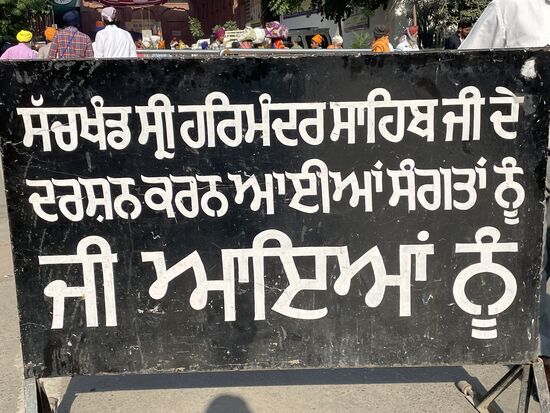 ਸੱਚਖੰਡ ਸ੍ਰੀ ਹਰਿਮੰਦਰ ਸਾਹਿਬ ਜੀ ਦੇ
ਦਰਸ਼ਨ ਕਰਨ ਆਈਆਂ ਸੰਗਤਾਂ ਨੂੰ
ਜੀ ਆਇਆਂ ਨੂੰ